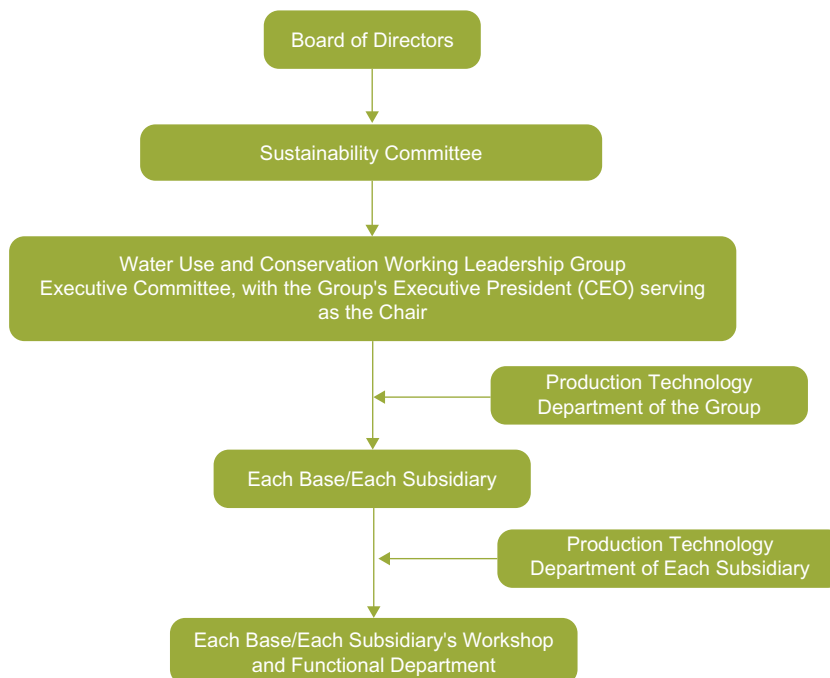 Board of Directors
Sustainability Committee
Water Use and Conservation Working Leadership Group
Executive Committee, with the Group's Executive President (CEO) serving
as the Chair
Production Technology
Department of the Group
Each Base/Each Subsidiary
Production Technology
Department of Each Subsidiary
Each Base/Each Subsidiary's Workshop
and Functional Department